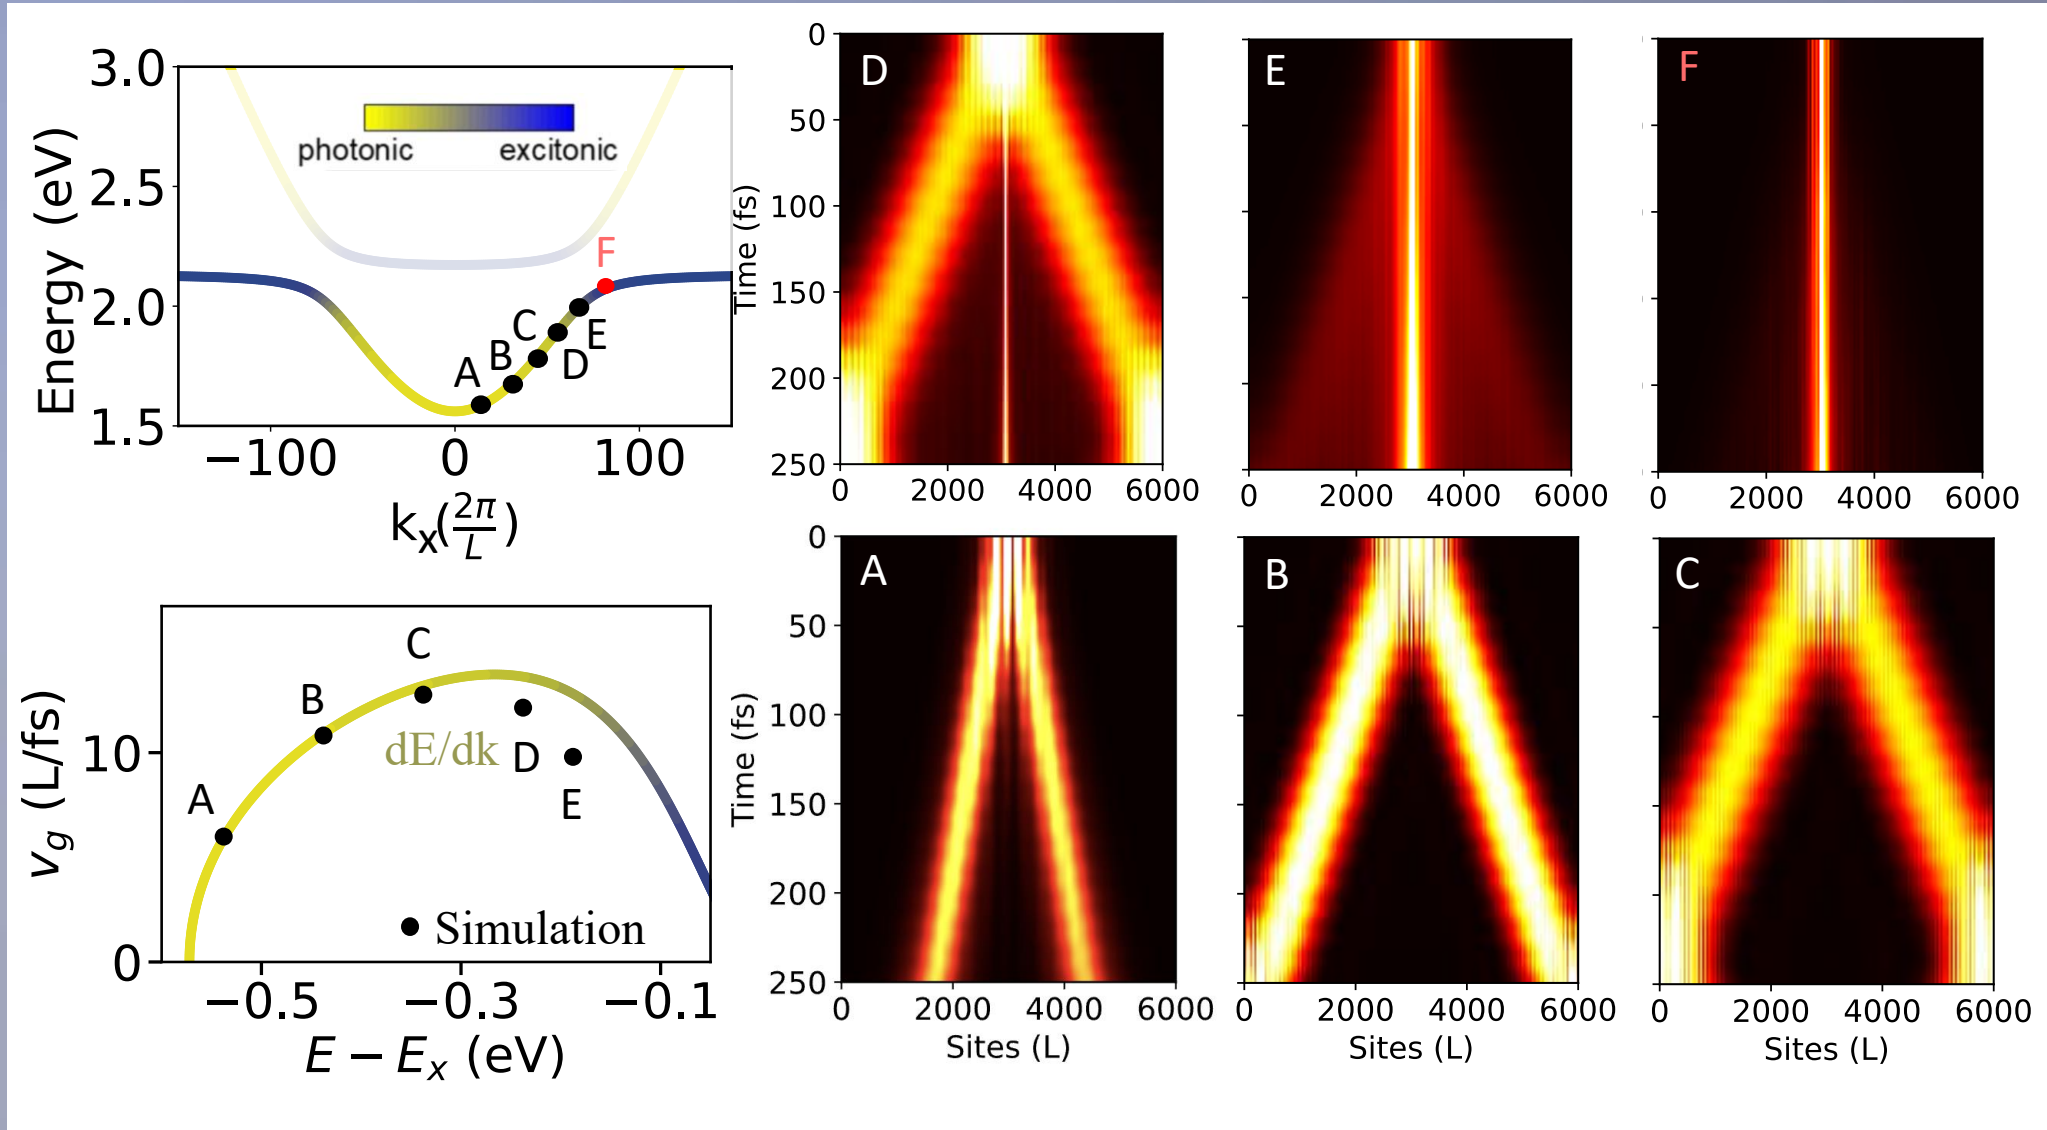 3.0
2.5
2.0
1.5
Energy (eV)
photonic excitonic
A
B
C
D
E
F
−100 0 100
k_x(2π/L)
10
0
v_g (L/fs)
A
B
C
D
E
dE/dk
Simulation
−0.5 −0.3 −0.1
E − E_x (eV)
D
0
50
100
150
200
250
Time (fs)
0 2000 4000 6000
E
0 2000 4000 6000
F
0 2000 4000 6000
A
0
50
100
150
200
250
Time (fs)
0 2000 4000 6000
Sites (L)
B
0 2000 4000 6000
Sites (L)
C
0 2000 4000 6000
Sites (L)